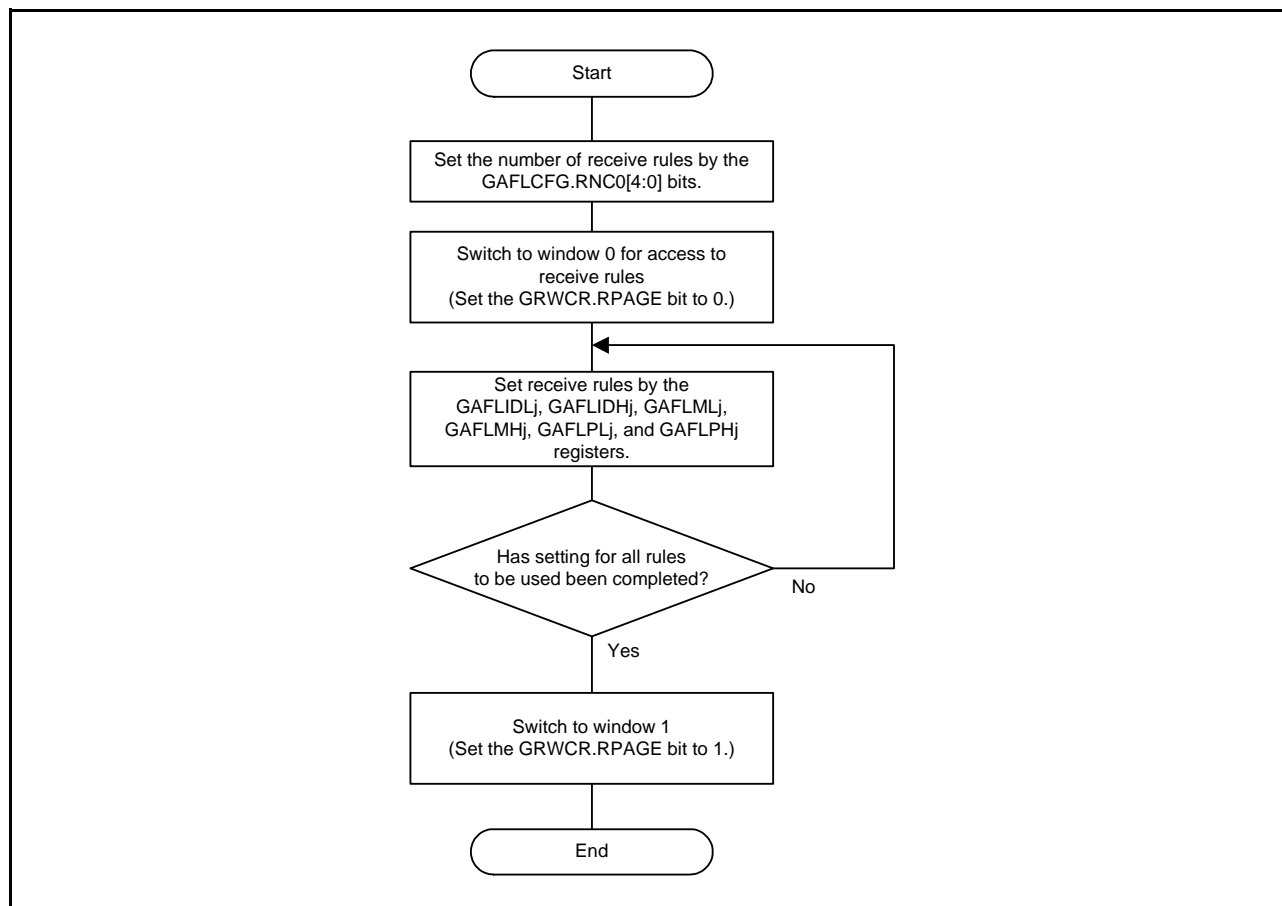 Start
Set the number of receive rules by the
GAFLCFG.RNC0[4:0] bits.
Switch to window 0 for access to
receive rules
(Set the GRWCR.RPAGE bit to 0.)
Set receive rules by the
GAFLIDLj, GAFLIDHj, GAFLMLj,
GAFLMHj, GAFLPLj, and GAFLPHj
registers.
Has setting for all rules
to be used been completed?
No
Yes
Switch to window 1
(Set the GRWCR.RPAGE bit to 1.)
End